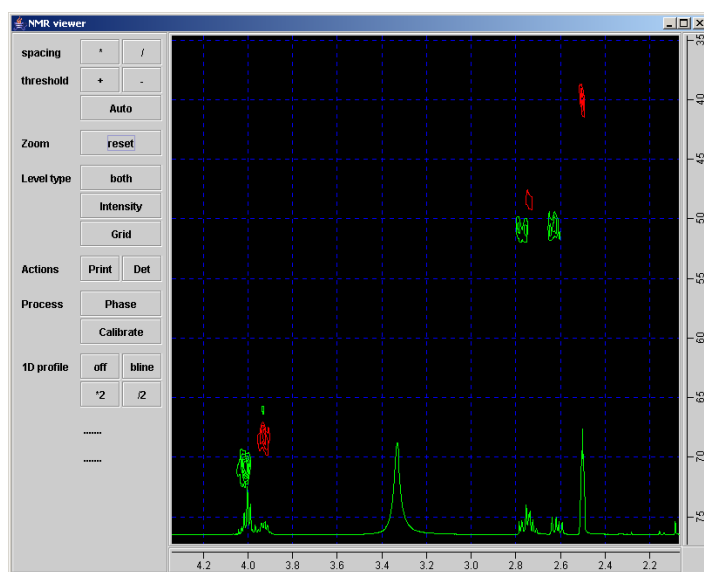 NMR viewer
spacing * /
threshold + -
Auto
Zoom reset
Level type both
Intensity
Grid
Actions Print Det
Process Phase
Calibrate
1D profile off bline
*2 /2
.......
.......
35
40
45
50
55
60
65
70
75
4.2 4.0 3.8 3.6 3.4 3.2 3.0 2.8 2.6 2.4 2.2